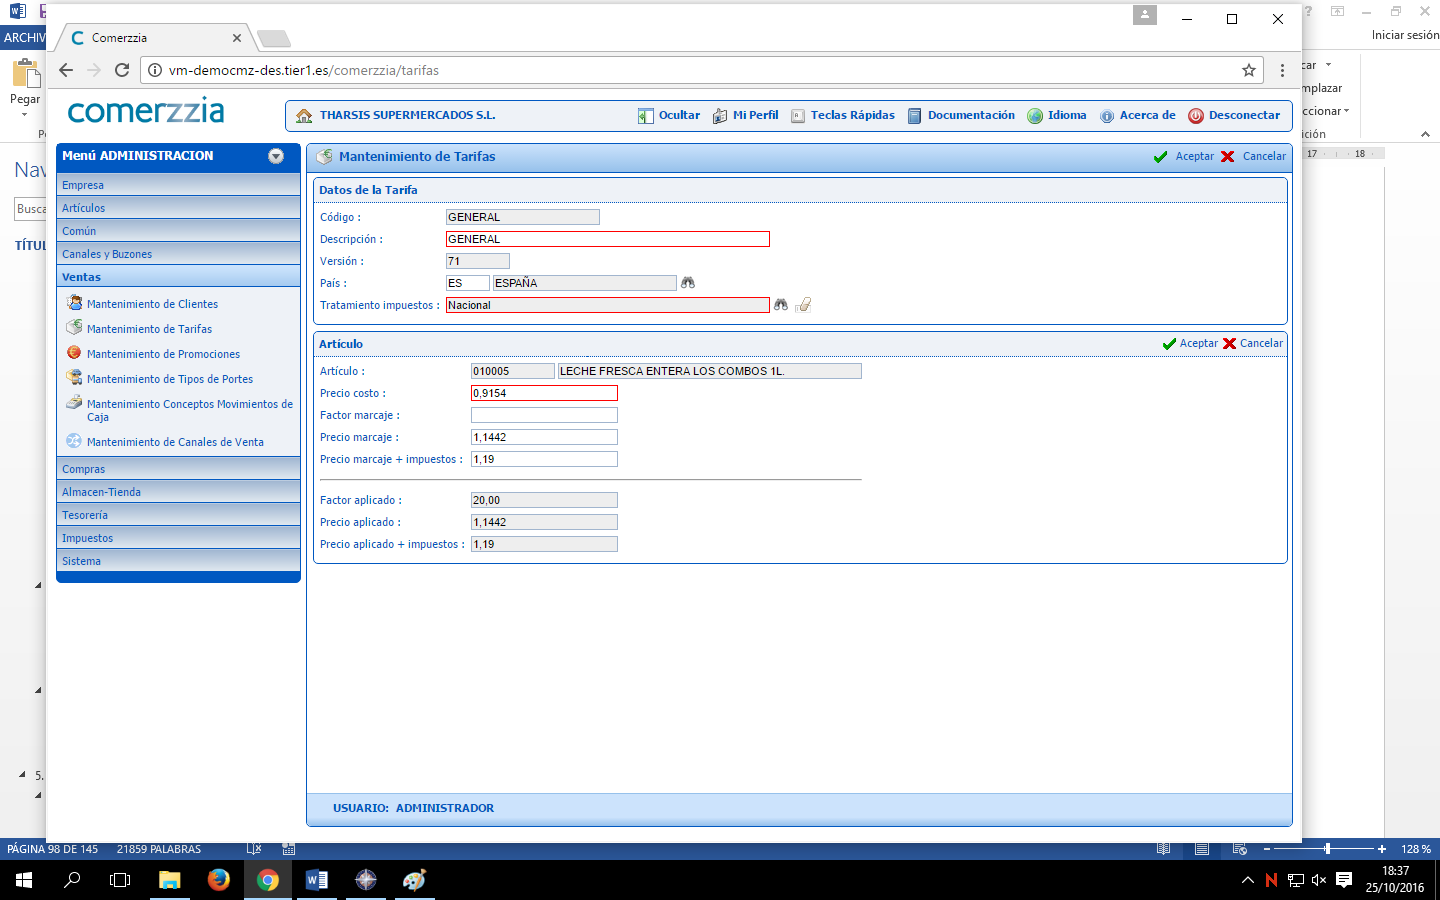 Comerzzia
Iniciar sesión
ARCHIV
vm-democmz-des.tier1.es/comerzzia/tarifas
car
Pegar
mplazar
ccionar
comerzzia
THARSIS SUPERMERCADOS S.L.
Ocultar
Mi Perfil
Teclas Rápidas
Documentación
Idioma
Acerca de
Desconectar
Po
ición
17
18
Nav
Busca
TÍTUL
5.
Menú ADMINISTRACION
Empresa
Artículos
Común
Canales y Buzones
Ventas
Mantenimiento de Clientes
Mantenimiento de Tarifas
Mantenimiento de Promociones
Mantenimiento de Tipos de Portes
Mantenimiento Conceptos Movimientos de
Caja
Mantenimiento de Canales de Venta
Compras
Almacen-Tienda
Tesorería
Impuestos
Sistema
Mantenimiento de Tarifas
Aceptar
Cancelar
Datos de la Tarifa
Código : GENERAL
Descripción : GENERAL
Versión : 71
País : ES ESPAÑA
Tratamiento impuestos : Nacional
Artículo
Aceptar
Cancelar
Artículo : 010005 LECHE FRESCA ENTERA LOS COMBOS 1L.
Precio costo : 0,9154
Factor marcaje :
Precio marcaje : 1,1442
Precio marcaje + impuestos : 1,19
Factor aplicado : 20,00
Precio aplicado : 1,1442
Precio aplicado + impuestos : 1,19
USUARIO: ADMINISTRADOR
PÁGINA 98 DE 145
21859 PALABRAS
128 %
18:37
25/10/2016